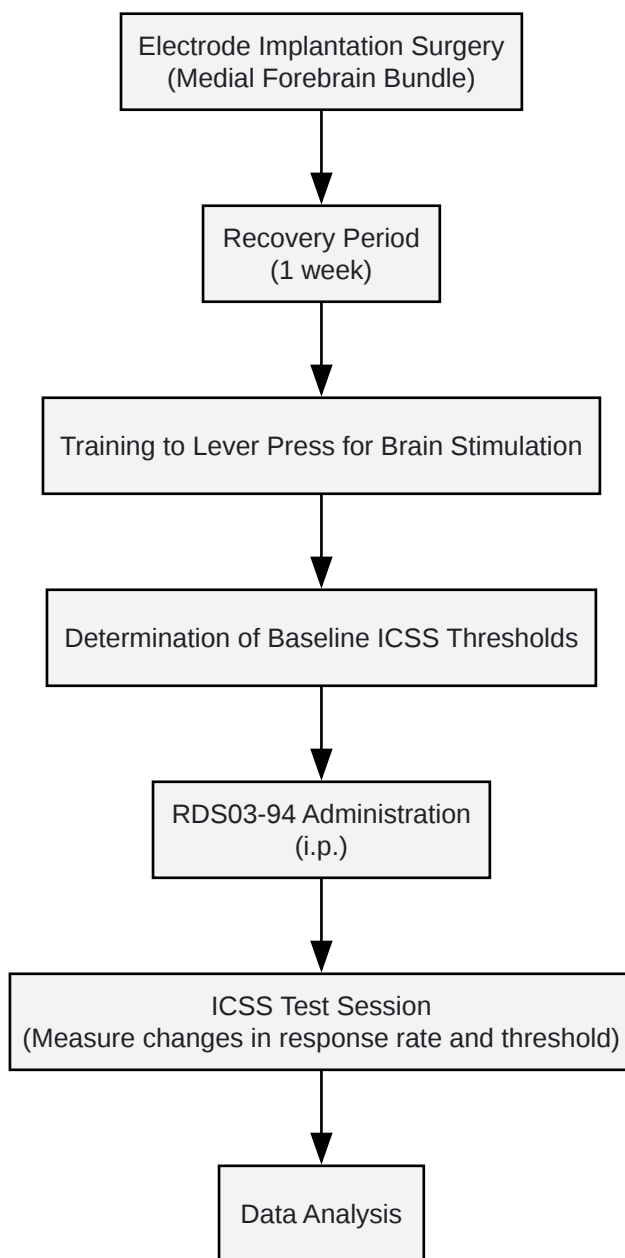 Electrode Implantation Surgery
(Medial Forebrain Bundle)
Recovery Period
(1 week)
Training to Lever Press for Brain Stimulation
Determination of Baseline ICSS Thresholds
RDS03-94 Administration
(i.p.)
ICSS Test Session
(Measure changes in response rate and threshold)
Data Analysis